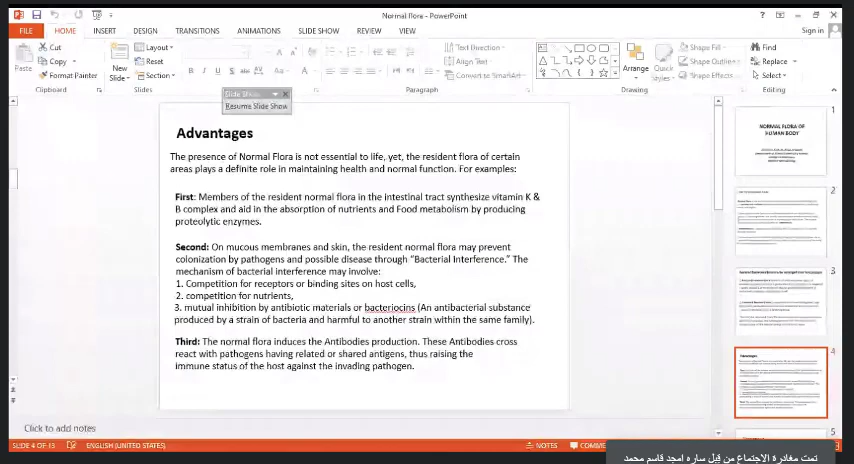 Normal flora - PowerPoint
Sign in
FILE HOME INSERT DESIGN TRANSITIONS ANIMATIONS SLIDE SHOW REVIEW VIEW
Paste
Cut
Copy
Format Painter
Clipboard
New Slide
Layout
Reset
Section
Slides
Paragraph
Text Direction
Align Text
Convert to SmartArt
Arrange
Quick Styles
Shape Fill
Shape Outline
Shape Effects
Drawing
Find
Replace
Select
Editing
Slide Show
Resume Slide Show
Advantages
The presence of Normal Flora is not essential to life, yet, the resident flora of certain
areas plays a definite role in maintaining health and normal function. For examples:
First: Members of the resident normal flora in the intestinal tract synthesize vitamin K &
B complex and aid in the absorption of nutrients and Food metabolism by producing
proteolytic enzymes.
Second: On mucous membranes and skin, the resident normal flora may prevent
colonization by pathogens and possible disease through “Bacterial Interference.” The
mechanism of bacterial interference may involve:
1. Competition for receptors or binding sites on host cells,
2. competition for nutrients,
3. mutual inhibition by antibiotic materials or bacteriocins (An antibacterial substance
produced by a strain of bacteria and harmful to another strain within the same family).
Third: The normal flora induces the Antibodies production. These Antibodies cross
react with pathogens having related or shared antigens, thus raising the
immune status of the host against the invading pathogen.
1
NORMAL FLORA OF
HUMAN BODY
2
3
4
Advantages
5
Click to add notes
SLIDE 4 OF 13 ENGLISH (UNITED STATES) NOTES COMME
تمت مغادرة الاجتماع من قبل ساره امجد قاسم محمد